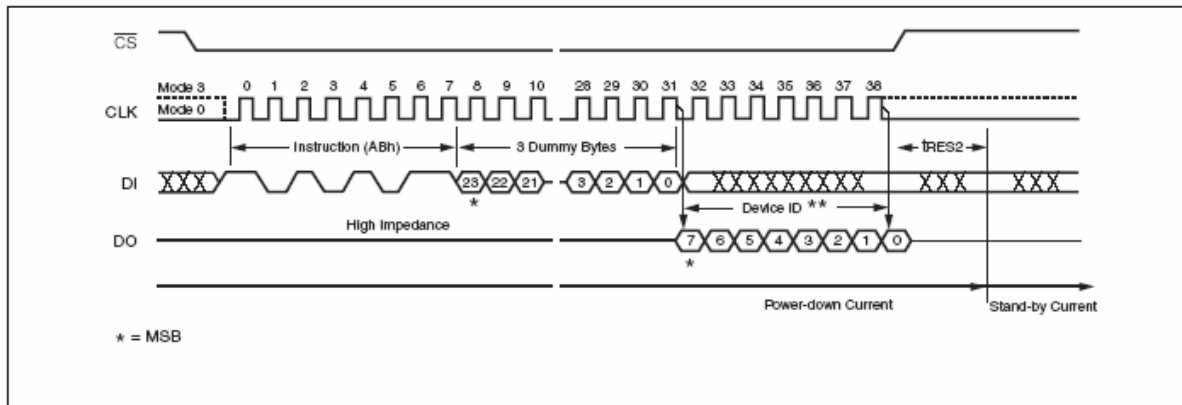 CS
Mode 3 0 1 2 3 4 5 6 7 8 9 10 28 29 30 31 32 33 34 35 36 37 38
CLK Mode 0
Instruction (ABh) 3 Dummy Bytes tRES2
DI 23 22 21 3 2 1 0
* Device ID **
High Impedance
DO 7 6 5 4 3 2 1 0
*
Power-down Current Stand-by Current
* = MSB